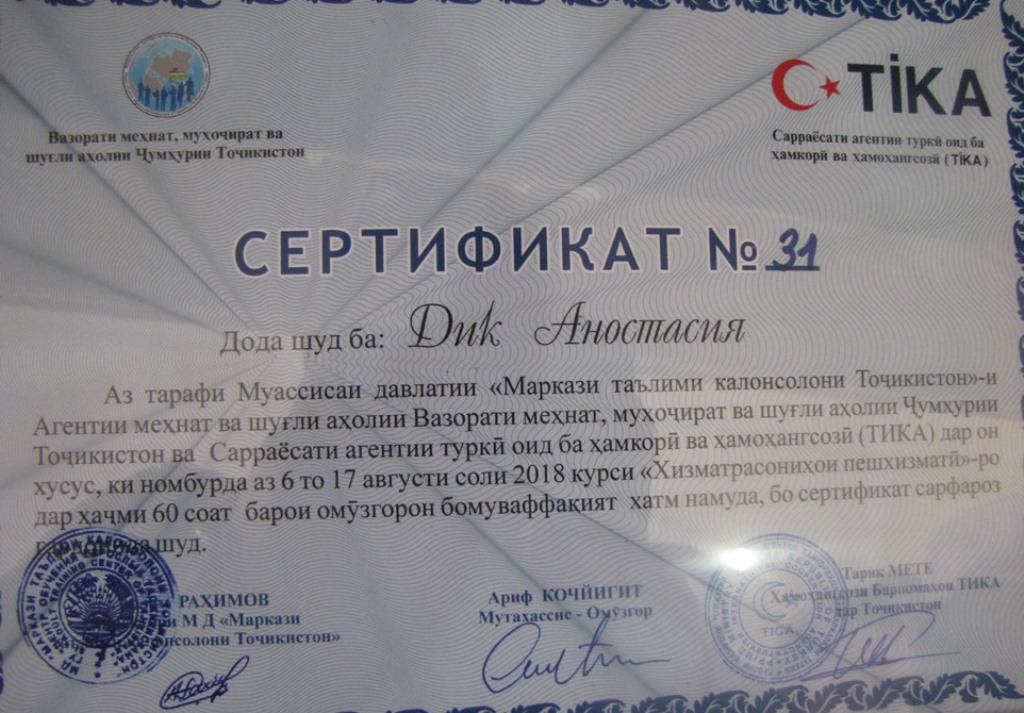 TİKA
Вазорати меҳнат, муҳоҷират ва
шуғли аҳолии Ҷумҳурии Тоҷикистон
Сарраёсати агентии туркӣ оид ба
ҳамкорӣ ва ҳамоҳангсозӣ (TİKA)
СЕРТИФИКАТ № 31
Дода шуд ба: Дик Аностасия
Аз тарафи Муассисаи давлатии «Маркази таълими калонсолони Тоҷикистон»-и
Агентии меҳнат ва шуғли аҳолии Вазорати меҳнат, муҳоҷират ва шуғли аҳолии Ҷумҳурии
Тоҷикистон ва Сарраёсати агентии туркӣ оид ба ҳамкорӣ ва ҳамоҳангсозӣ (ТИКА) дар он
хусус, ки номбурда аз 6 то 17 августи соли 2018 курси «Хизматрасониҳои пешхизматӣ»-ро
дар ҳаҷми 60 соат барои омӯзгорон бомуваффакият хатм намуда, бо сертификат сарфароз
шуд.
РАҲИМОВ
М Д «Маркази
Тоҷикистон»
Ариф КОЧЙИГИТ
Мутахассис - Омӯзгор
Тарик МЕТЕ
Ҳамоҳангсози Барномаҳои ТИКА
дар Тоҷикистон
TICA